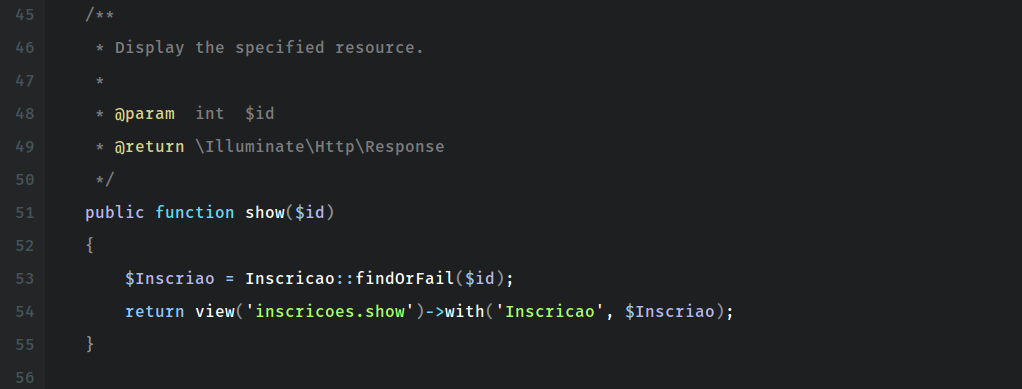 45    /**
46     * Display the specified resource.
47     *
48     * @param  int  $id
49     * @return \Illuminate\Http\Response
50     */
51    public function show($id)
52    {
53        $Inscriao = Inscricao::findOrFail($id);
54        return view('inscricoes.show')->with('Inscricao', $Inscriao);
55    }
56